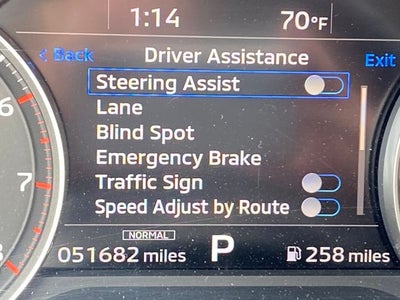 1:14 70°F
< Back Driver Assistance Exit
Steering Assist
Lane
Blind Spot
Emergency Brake
Traffic Sign
Speed Adjust by Route
NORMAL
051682 miles P 258 miles
6
7
8